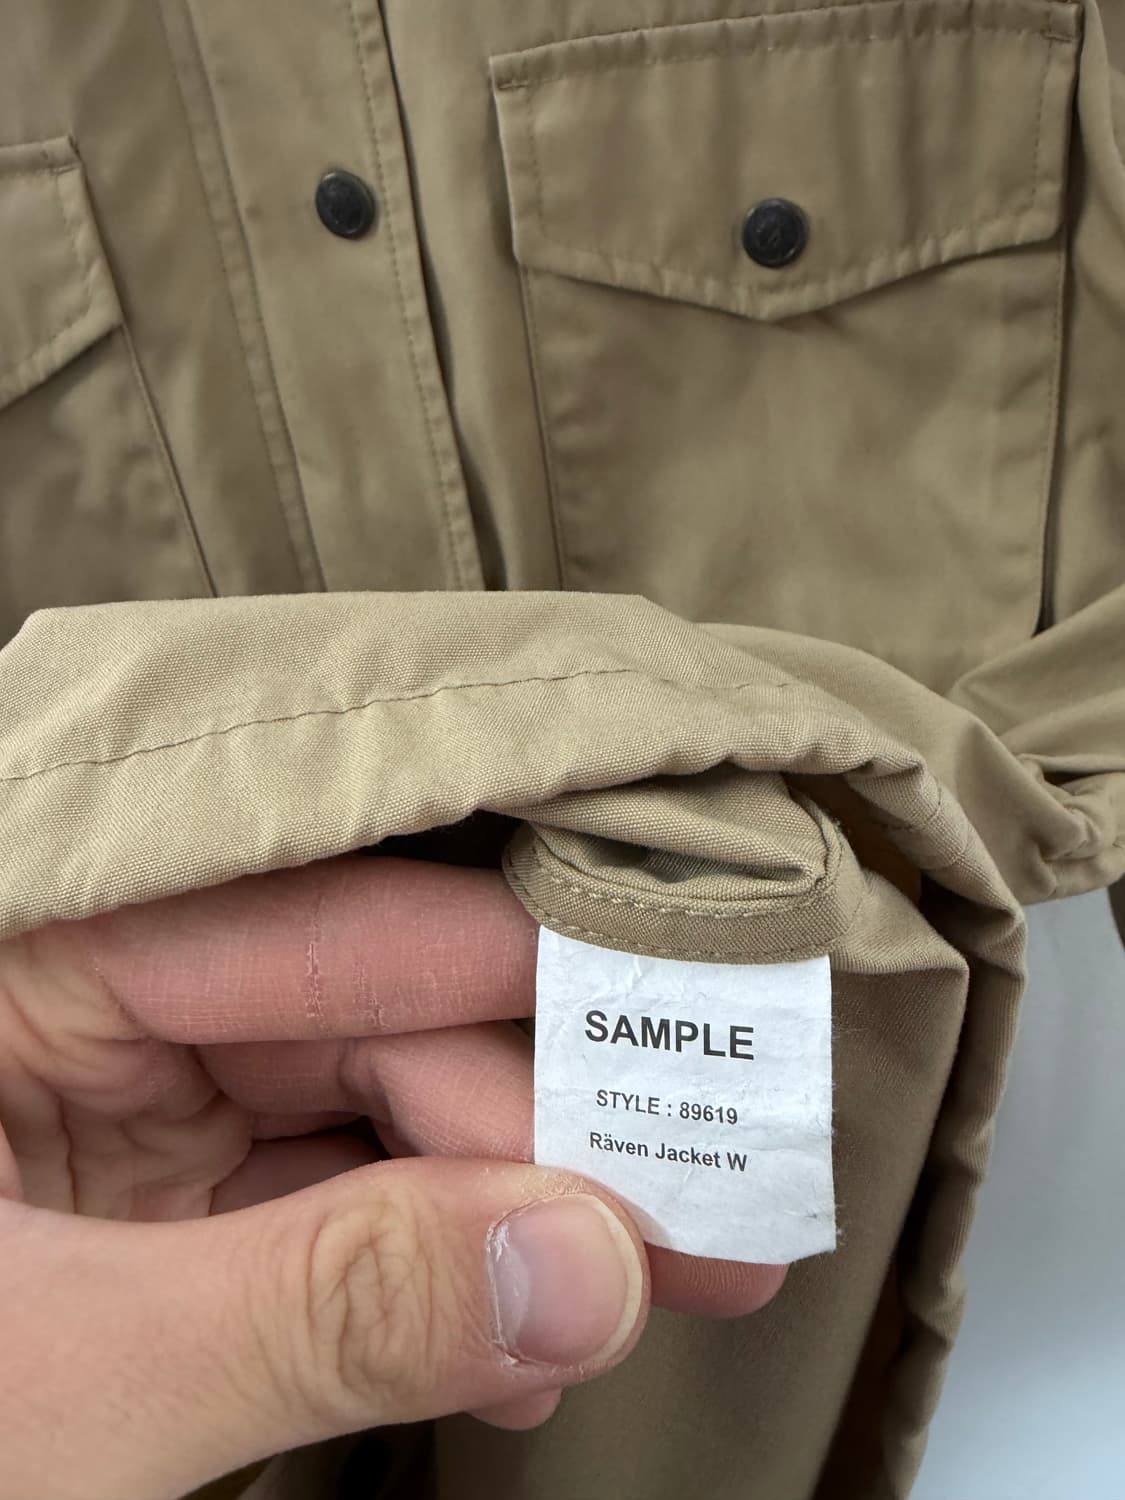 SAMPLE
STYLE : 89619
Räven Jacket W